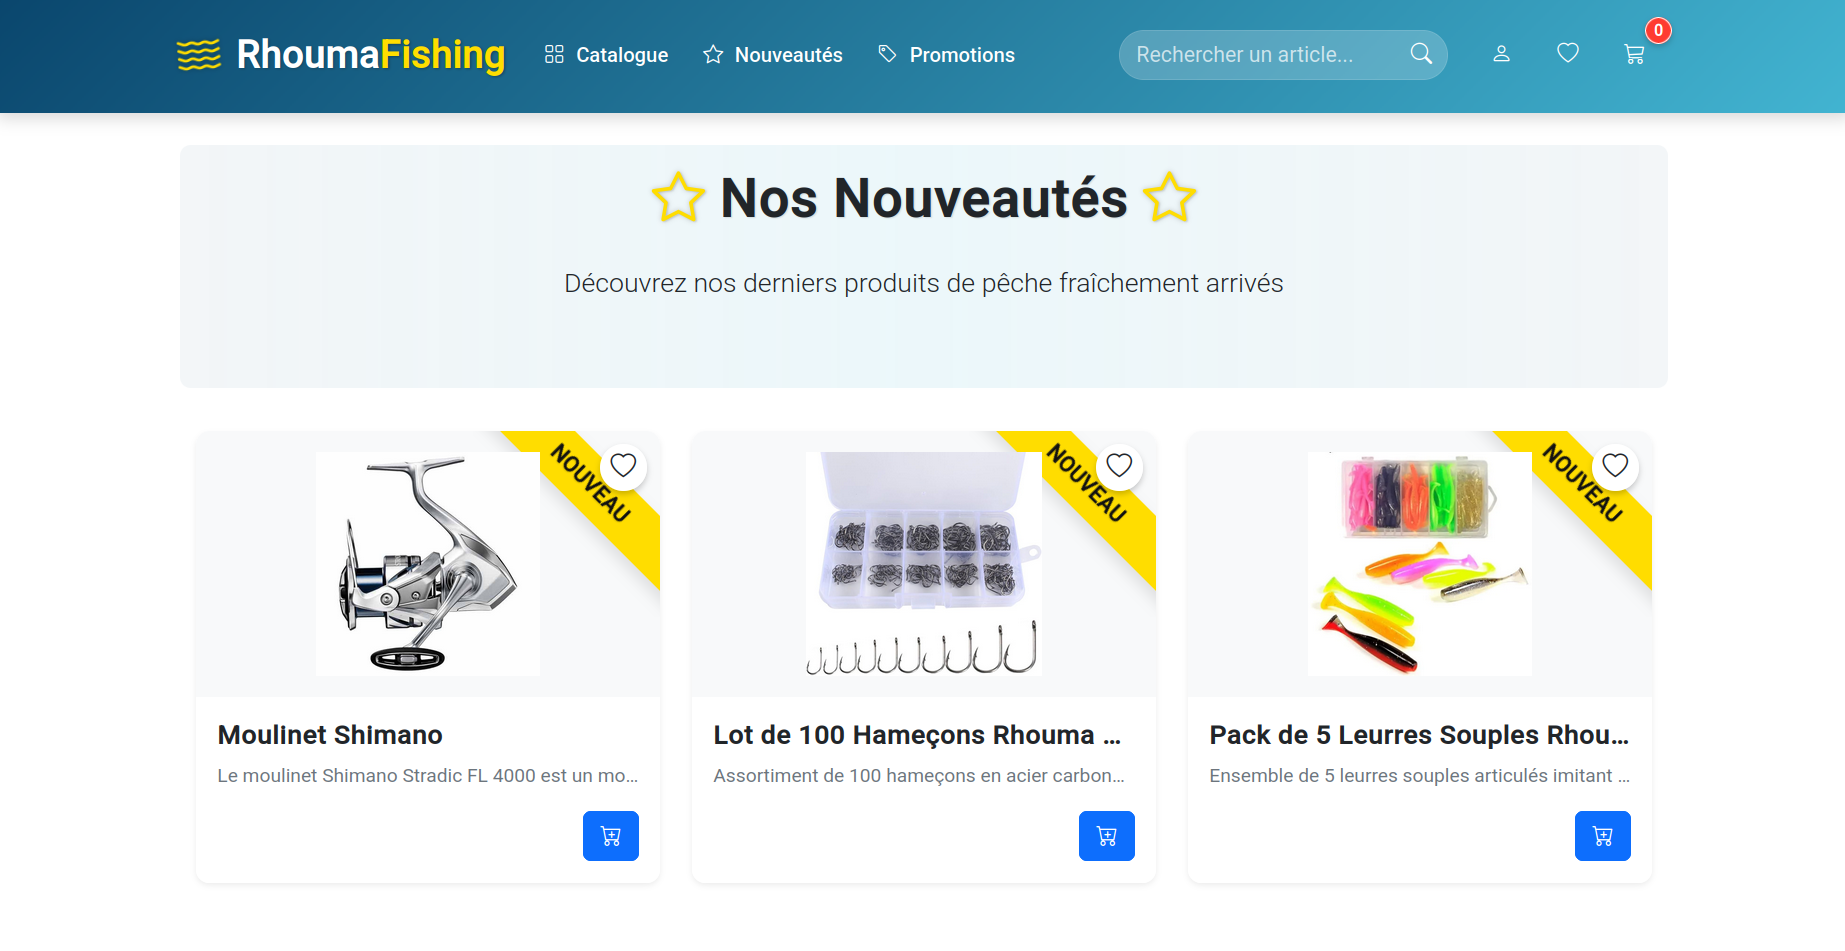 RhoumaFishing
Catalogue
Nouveautés
Promotions
Rechercher un article...
0
Nos Nouveautés
Découvrez nos derniers produits de pêche fraîchement arrivés
NOUVEAU
NOUVEAU
NOUVEAU
Moulinet Shimano
Le moulinet Shimano Stradic FL 4000 est un mo...
Lot de 100 Hameçons Rhouma ...
Assortiment de 100 hameçons en acier carbon...
Pack de 5 Leurres Souples Rhou...
Ensemble de 5 leurres souples articulés imitant ...